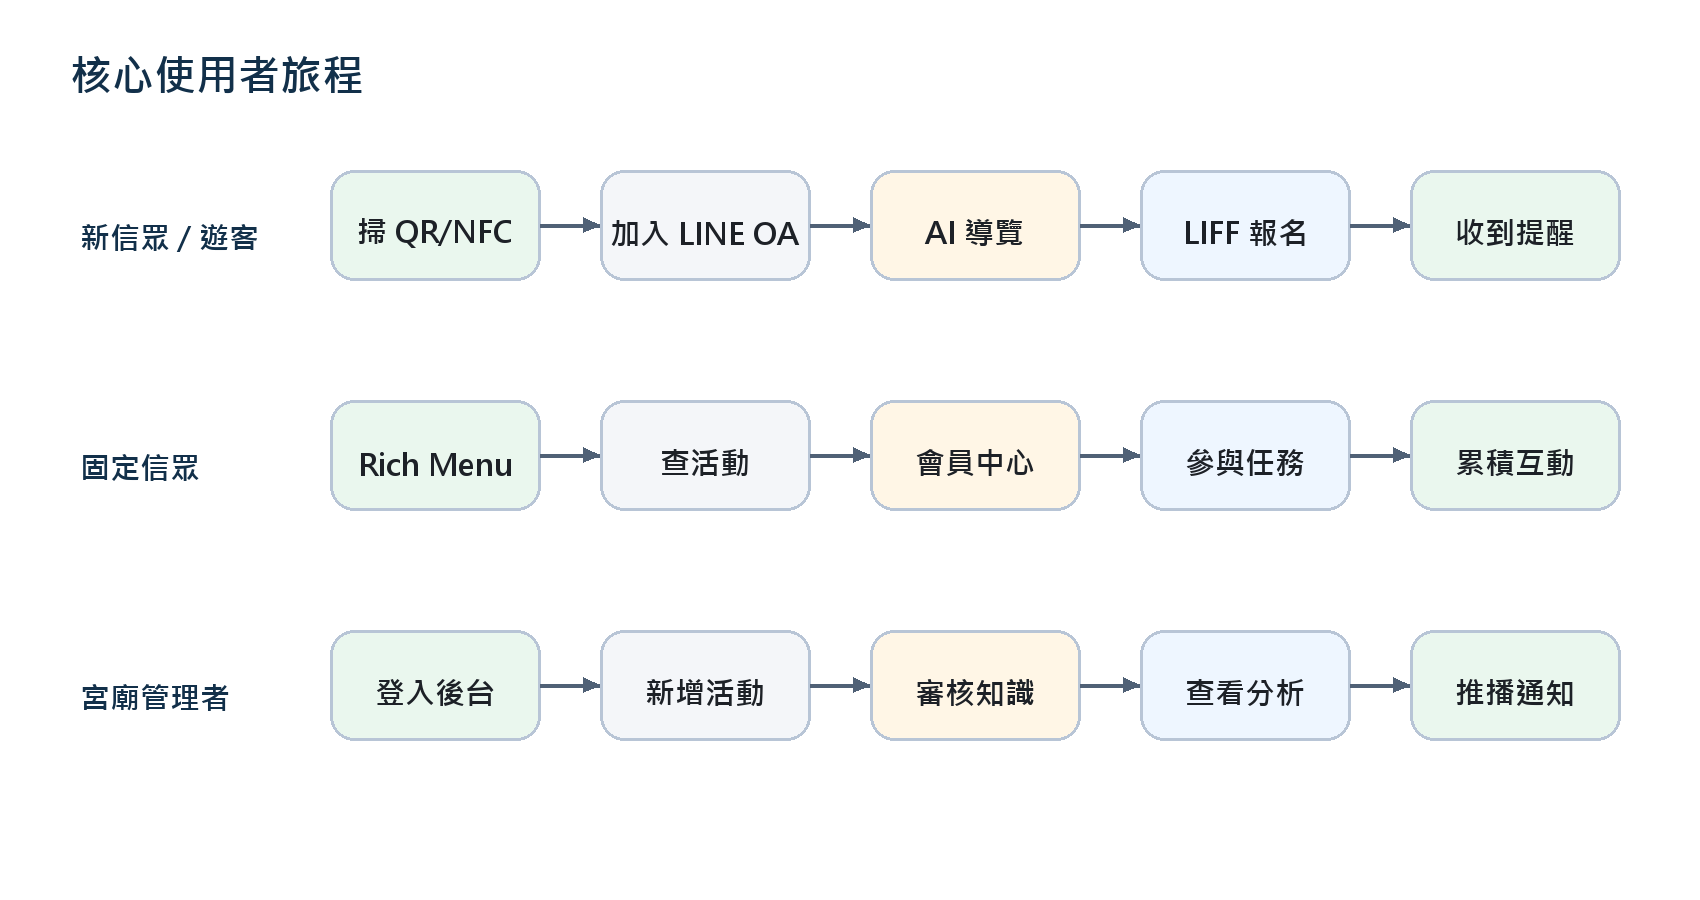 核心使用者旅程
新信眾 / 遊客
掃 QR/NFC
加入 LINE OA
AI 導覽
LIFF 報名
收到提醒
固定信眾
Rich Menu
查活動
會員中心
參與任務
累積互動
宮廟管理者
登入後台
新增活動
審核知識
查看分析
推播通知